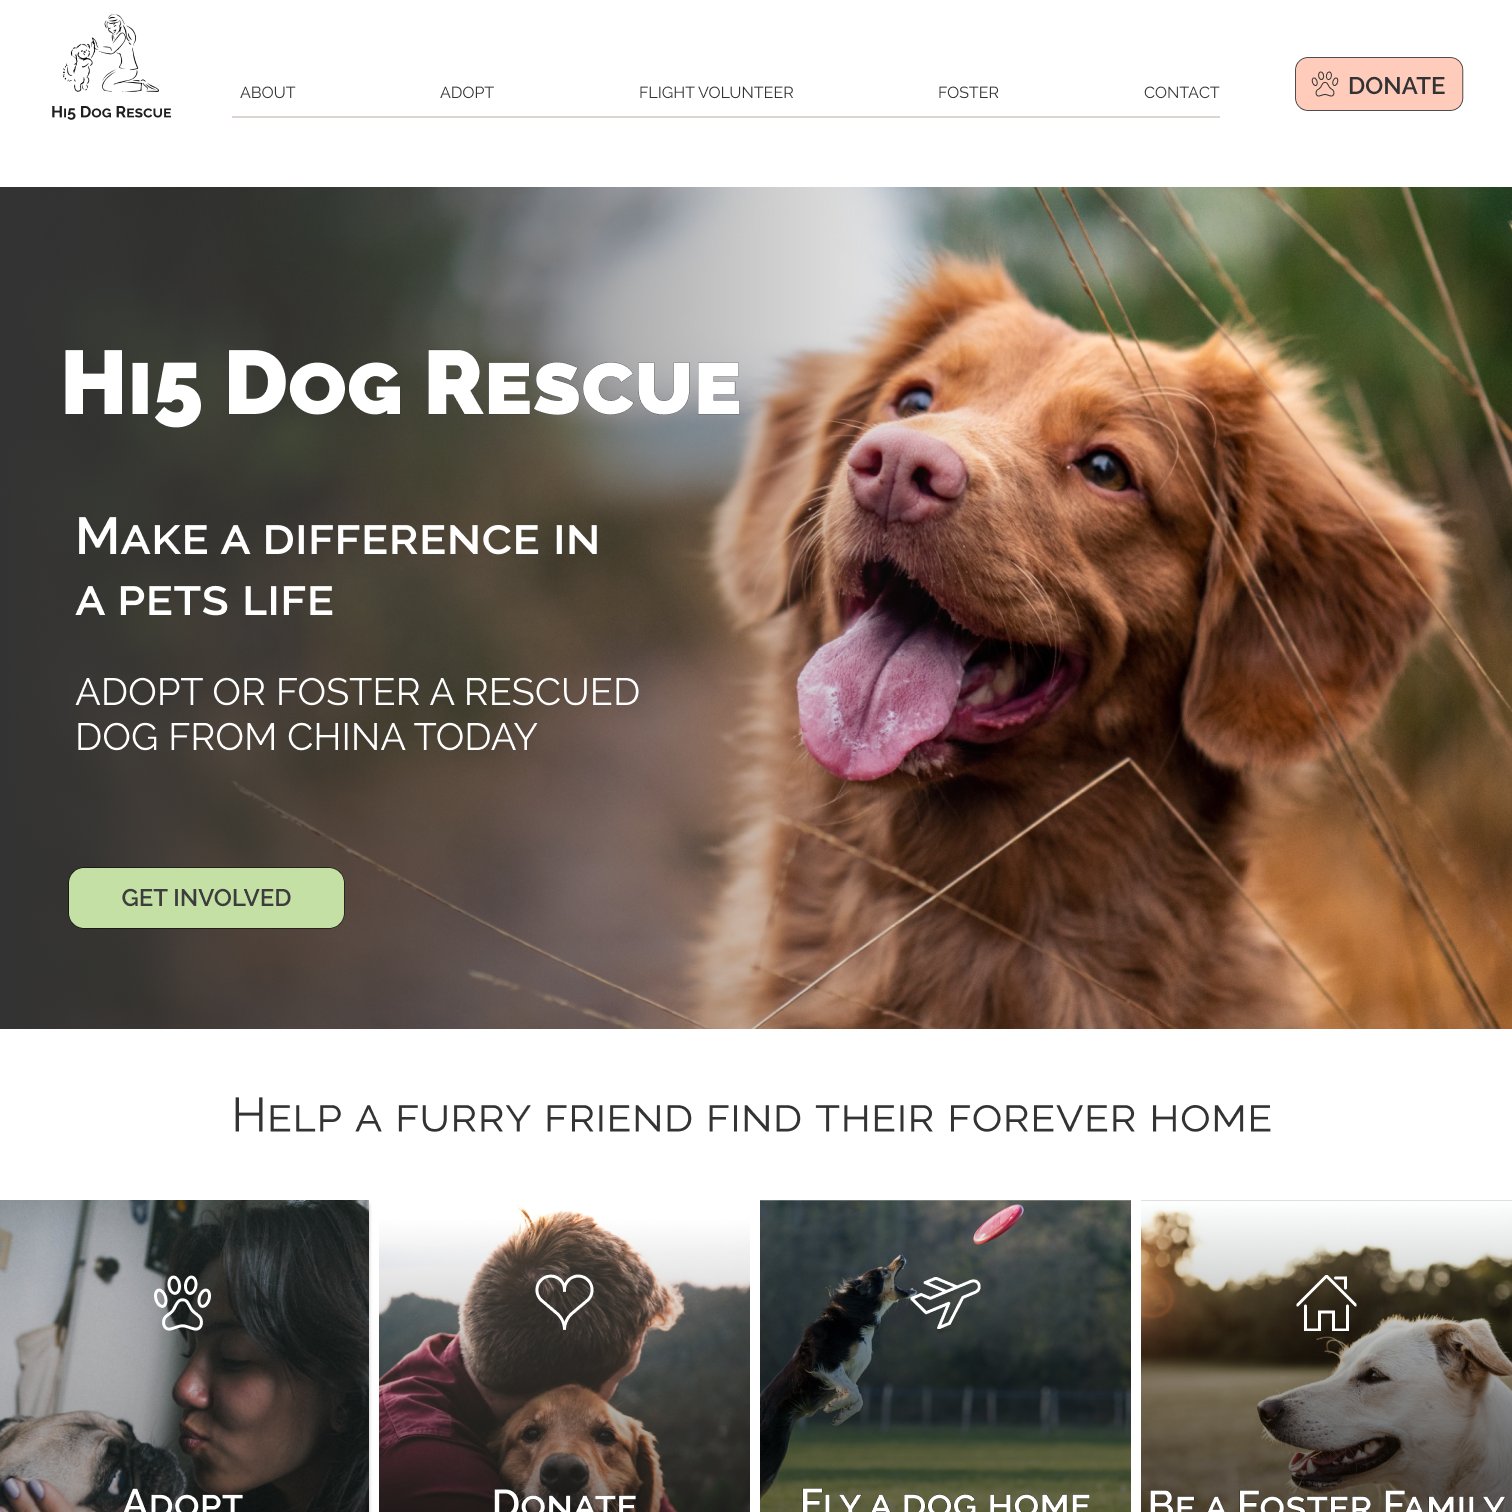 Hi5 Dog Rescue
ABOUT
ADOPT
FLIGHT VOLUNTEER
FOSTER
CONTACT
DONATE
Hi5 Dog Rescue
Make a difference in
a pets life
ADOPT OR FOSTER A RESCUED
DOG FROM CHINA TODAY
GET INVOLVED
Help a furry friend find their forever home
Adopt
Donate
Fly a dog home
Be a Foster Family